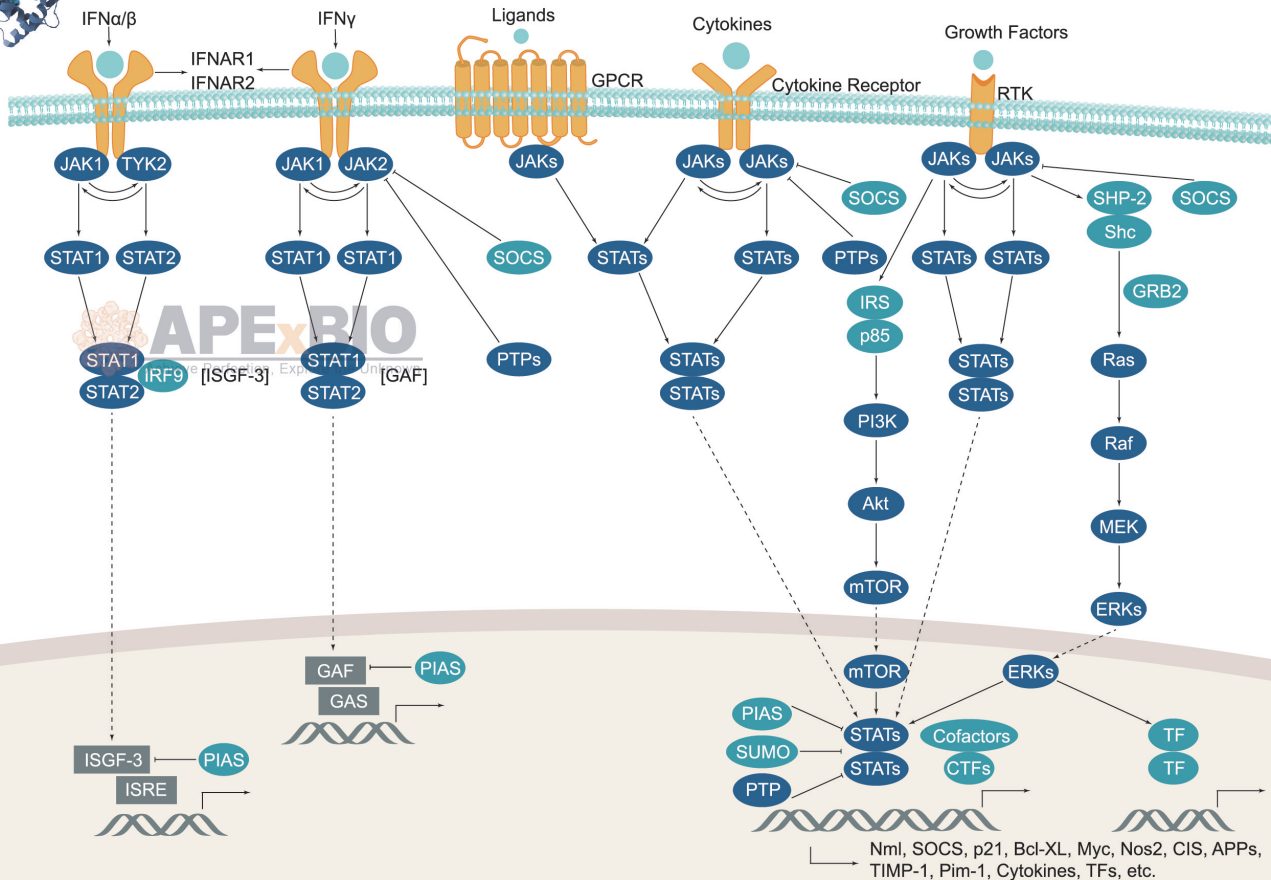 IFNα/β
IFNγ
Ligands
Cytokines
Growth Factors
IFNAR1
IFNAR2
GPCR
Cytokine Receptor
RTK
JAK1
TYK2
JAK1
JAK2
JAKs
JAKs
JAKs
JAKs
JAKs
SOCS
SHP-2
SOCS
Shc
STAT1
STAT2
STAT1
STAT1
SOCS
STATs
STATs
PTPs
STATs
STATs
IRS
GRB2
p85
APExBIO
STAT1
IRF9
[ISGF-3]
STAT2
STAT1
[GAF]
STAT2
PTPs
STATs
STATs
STATs
STATs
Ras
PI3K
Raf
Akt
MEK
mTOR
ERKs
GAF
PIAS
GAS
mTOR
ERKs
PIAS
STATs
Cofactors
TF
SUMO
STATs
CTFs
TF
PTP
ISGF-3
PIAS
ISRE
Nml, SOCS, p21, Bcl-XL, Myc, Nos2, CIS, APPs,
TIMP-1, Pim-1, Cytokines, TFs, etc.